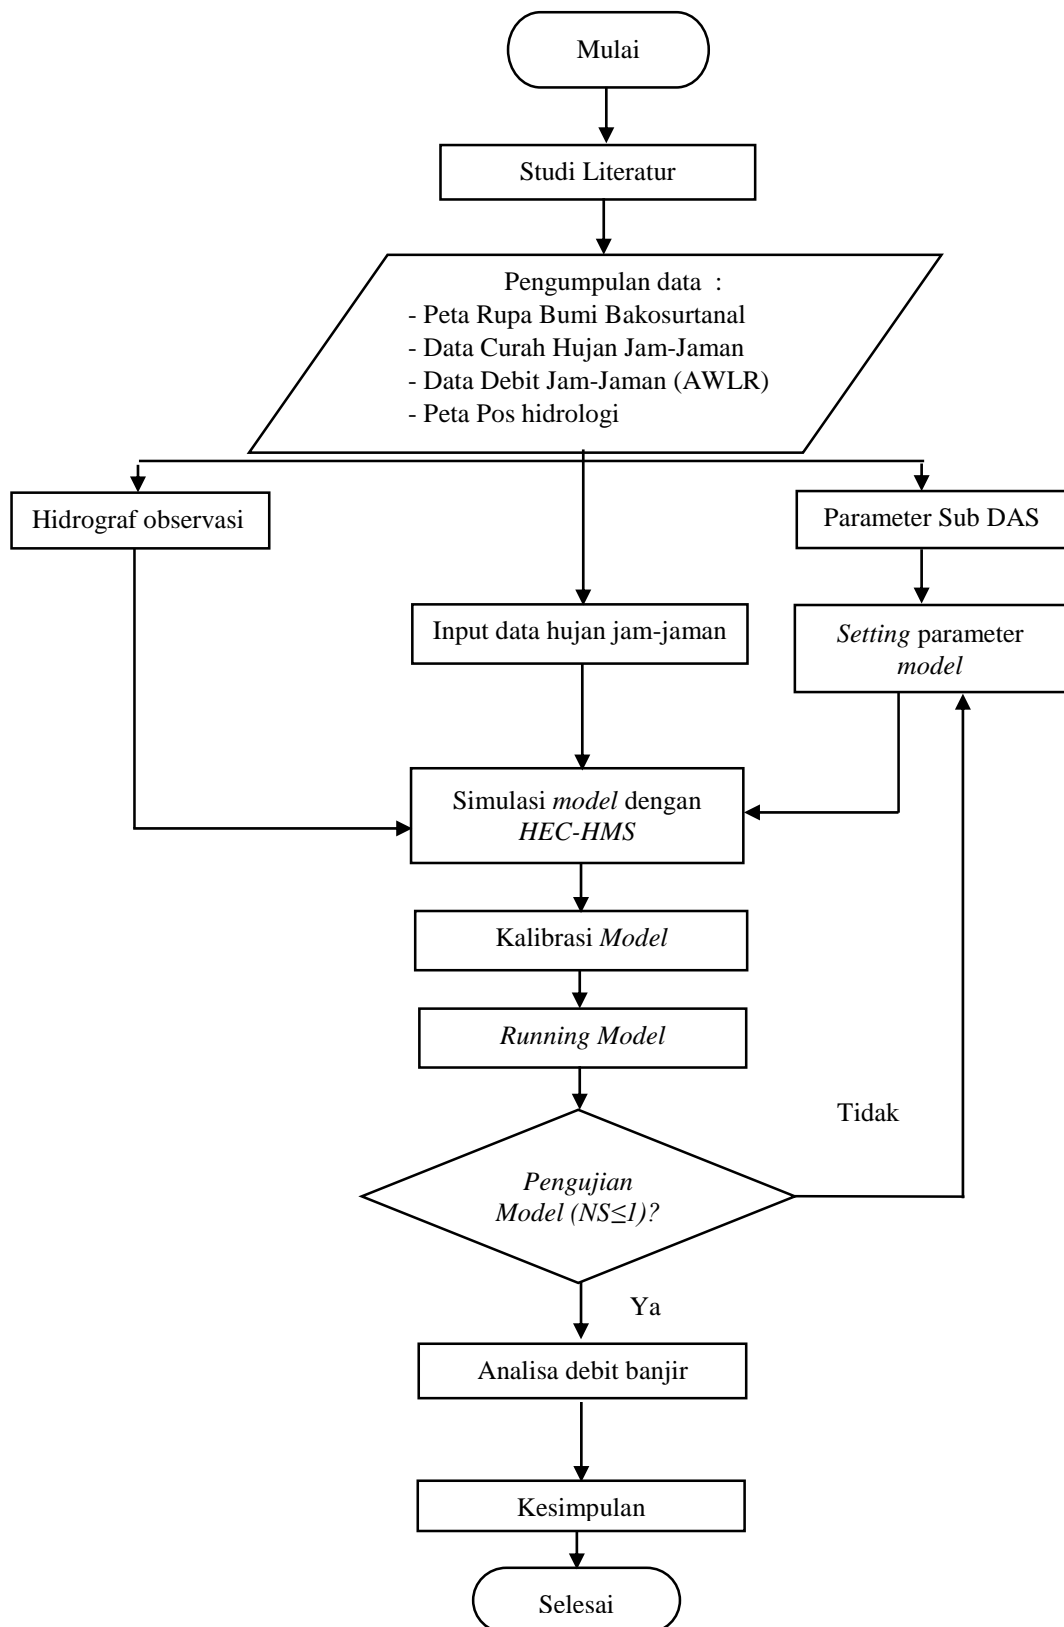 Mulai
Studi Literatur
Pengumpulan data :
- Peta Rupa Bumi Bakosurtanal
- Data Curah Hujan Jam-Jaman
- Data Debit Jam-Jaman (AWLR)
- Peta Pos hidrologi
Hidrograf observasi
Parameter Sub DAS
Input data hujan jam-jaman
Setting parameter
model
Simulasi model dengan
HEC-HMS
Kalibrasi Model
Running Model
Tidak
Pengujian
Model (NS≤1)?
Ya
Analisa debit banjir
Kesimpulan
Selesai